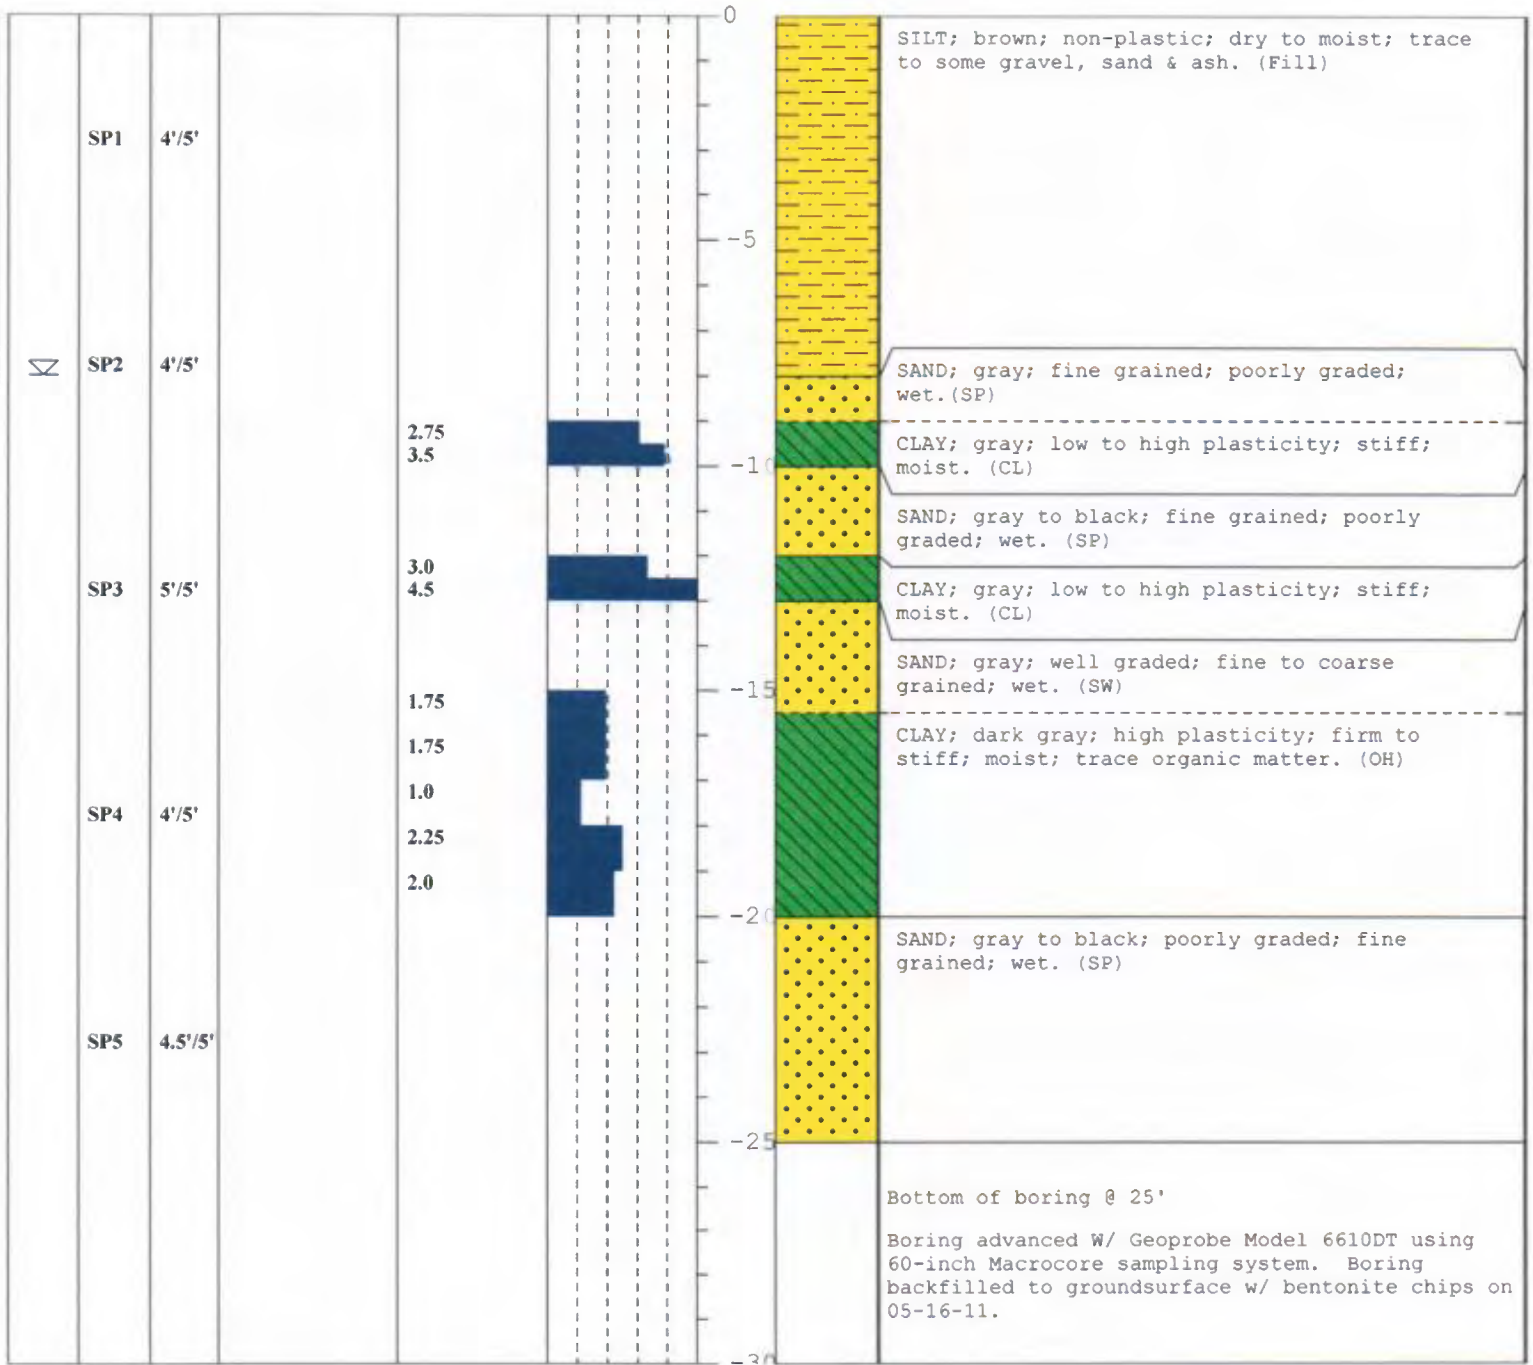 0
SILT; brown; non-plastic; dry to moist; trace
to some gravel, sand & ash. (Fill)
SP1 4'/5'
-5
SP2 4'/5'
SAND; gray; fine grained; poorly graded;
wet.(SP)
2.75
3.5
-10
CLAY; gray; low to high plasticity; stiff;
moist. (CL)
SAND; gray to black; fine grained; poorly
graded; wet. (SP)
3.0
4.5
SP3 5'/5'
CLAY; gray; low to high plasticity; stiff;
moist. (CL)
SAND; gray; well graded; fine to coarse
grained; wet. (SW)
-15
1.75
1.75
CLAY; dark gray; high plasticity; firm to
stiff; moist; trace organic matter. (OH)
1.0
SP4 4'/5'
2.25
2.0
-20
SAND; gray to black; poorly graded; fine
grained; wet. (SP)
SP5 4.5'/5'
-25
Bottom of boring @ 25'
Boring advanced W/ Geoprobe Model 6610DT using
60-inch Macrocore sampling system. Boring
backfilled to groundsurface w/ bentonite chips on
05-16-11.
-30